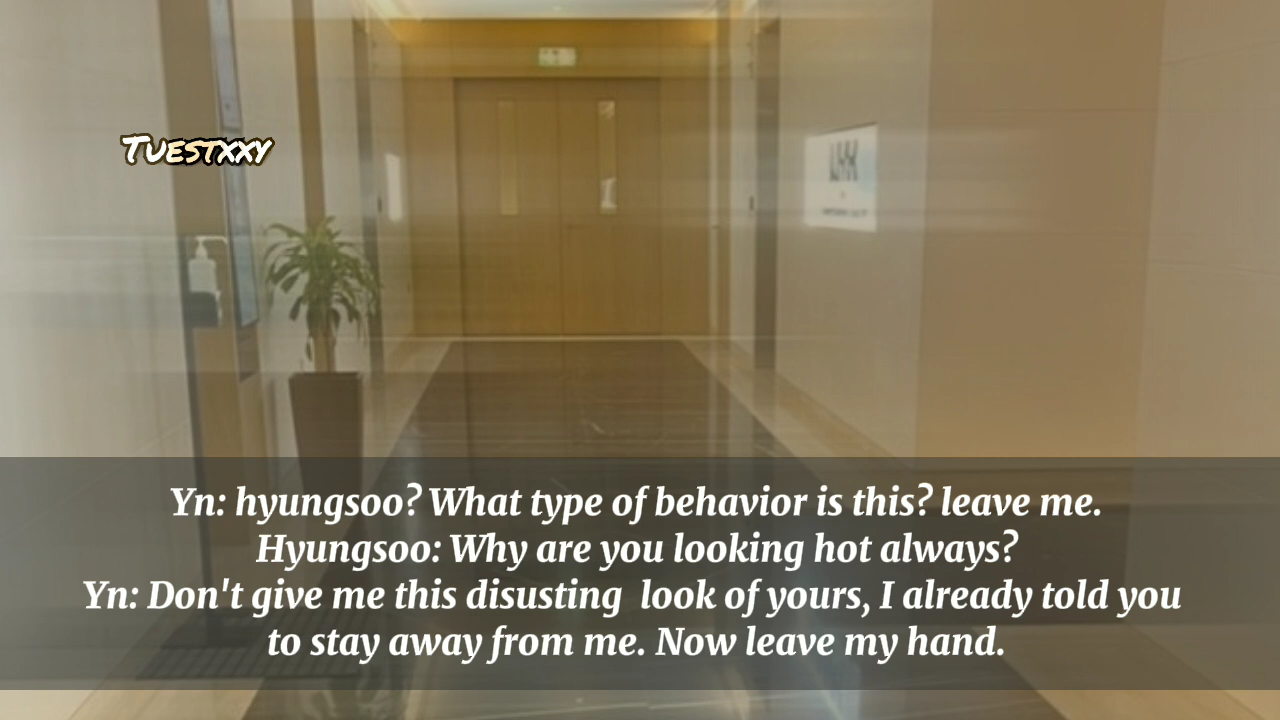 Tuestxxy
Yn: hyungsoo? What type of behavior is this? leave me.
Hyungsoo: Why are you looking hot always?
Yn: Don't give me this disusting look of yours, I already told you
to stay away from me. Now leave my hand.